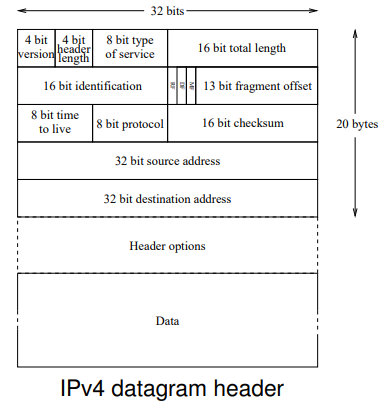 32 bits
4 bit
version
4 bit
header
length
8 bit type
of service
16 bit total length
16 bit identification
RF
DF
MF
13 bit fragment offset
8 bit time
to live
8 bit protocol
16 bit checksum
20 bytes
32 bit source address
32 bit destination address
Header options
Data
IPv4 datagram header